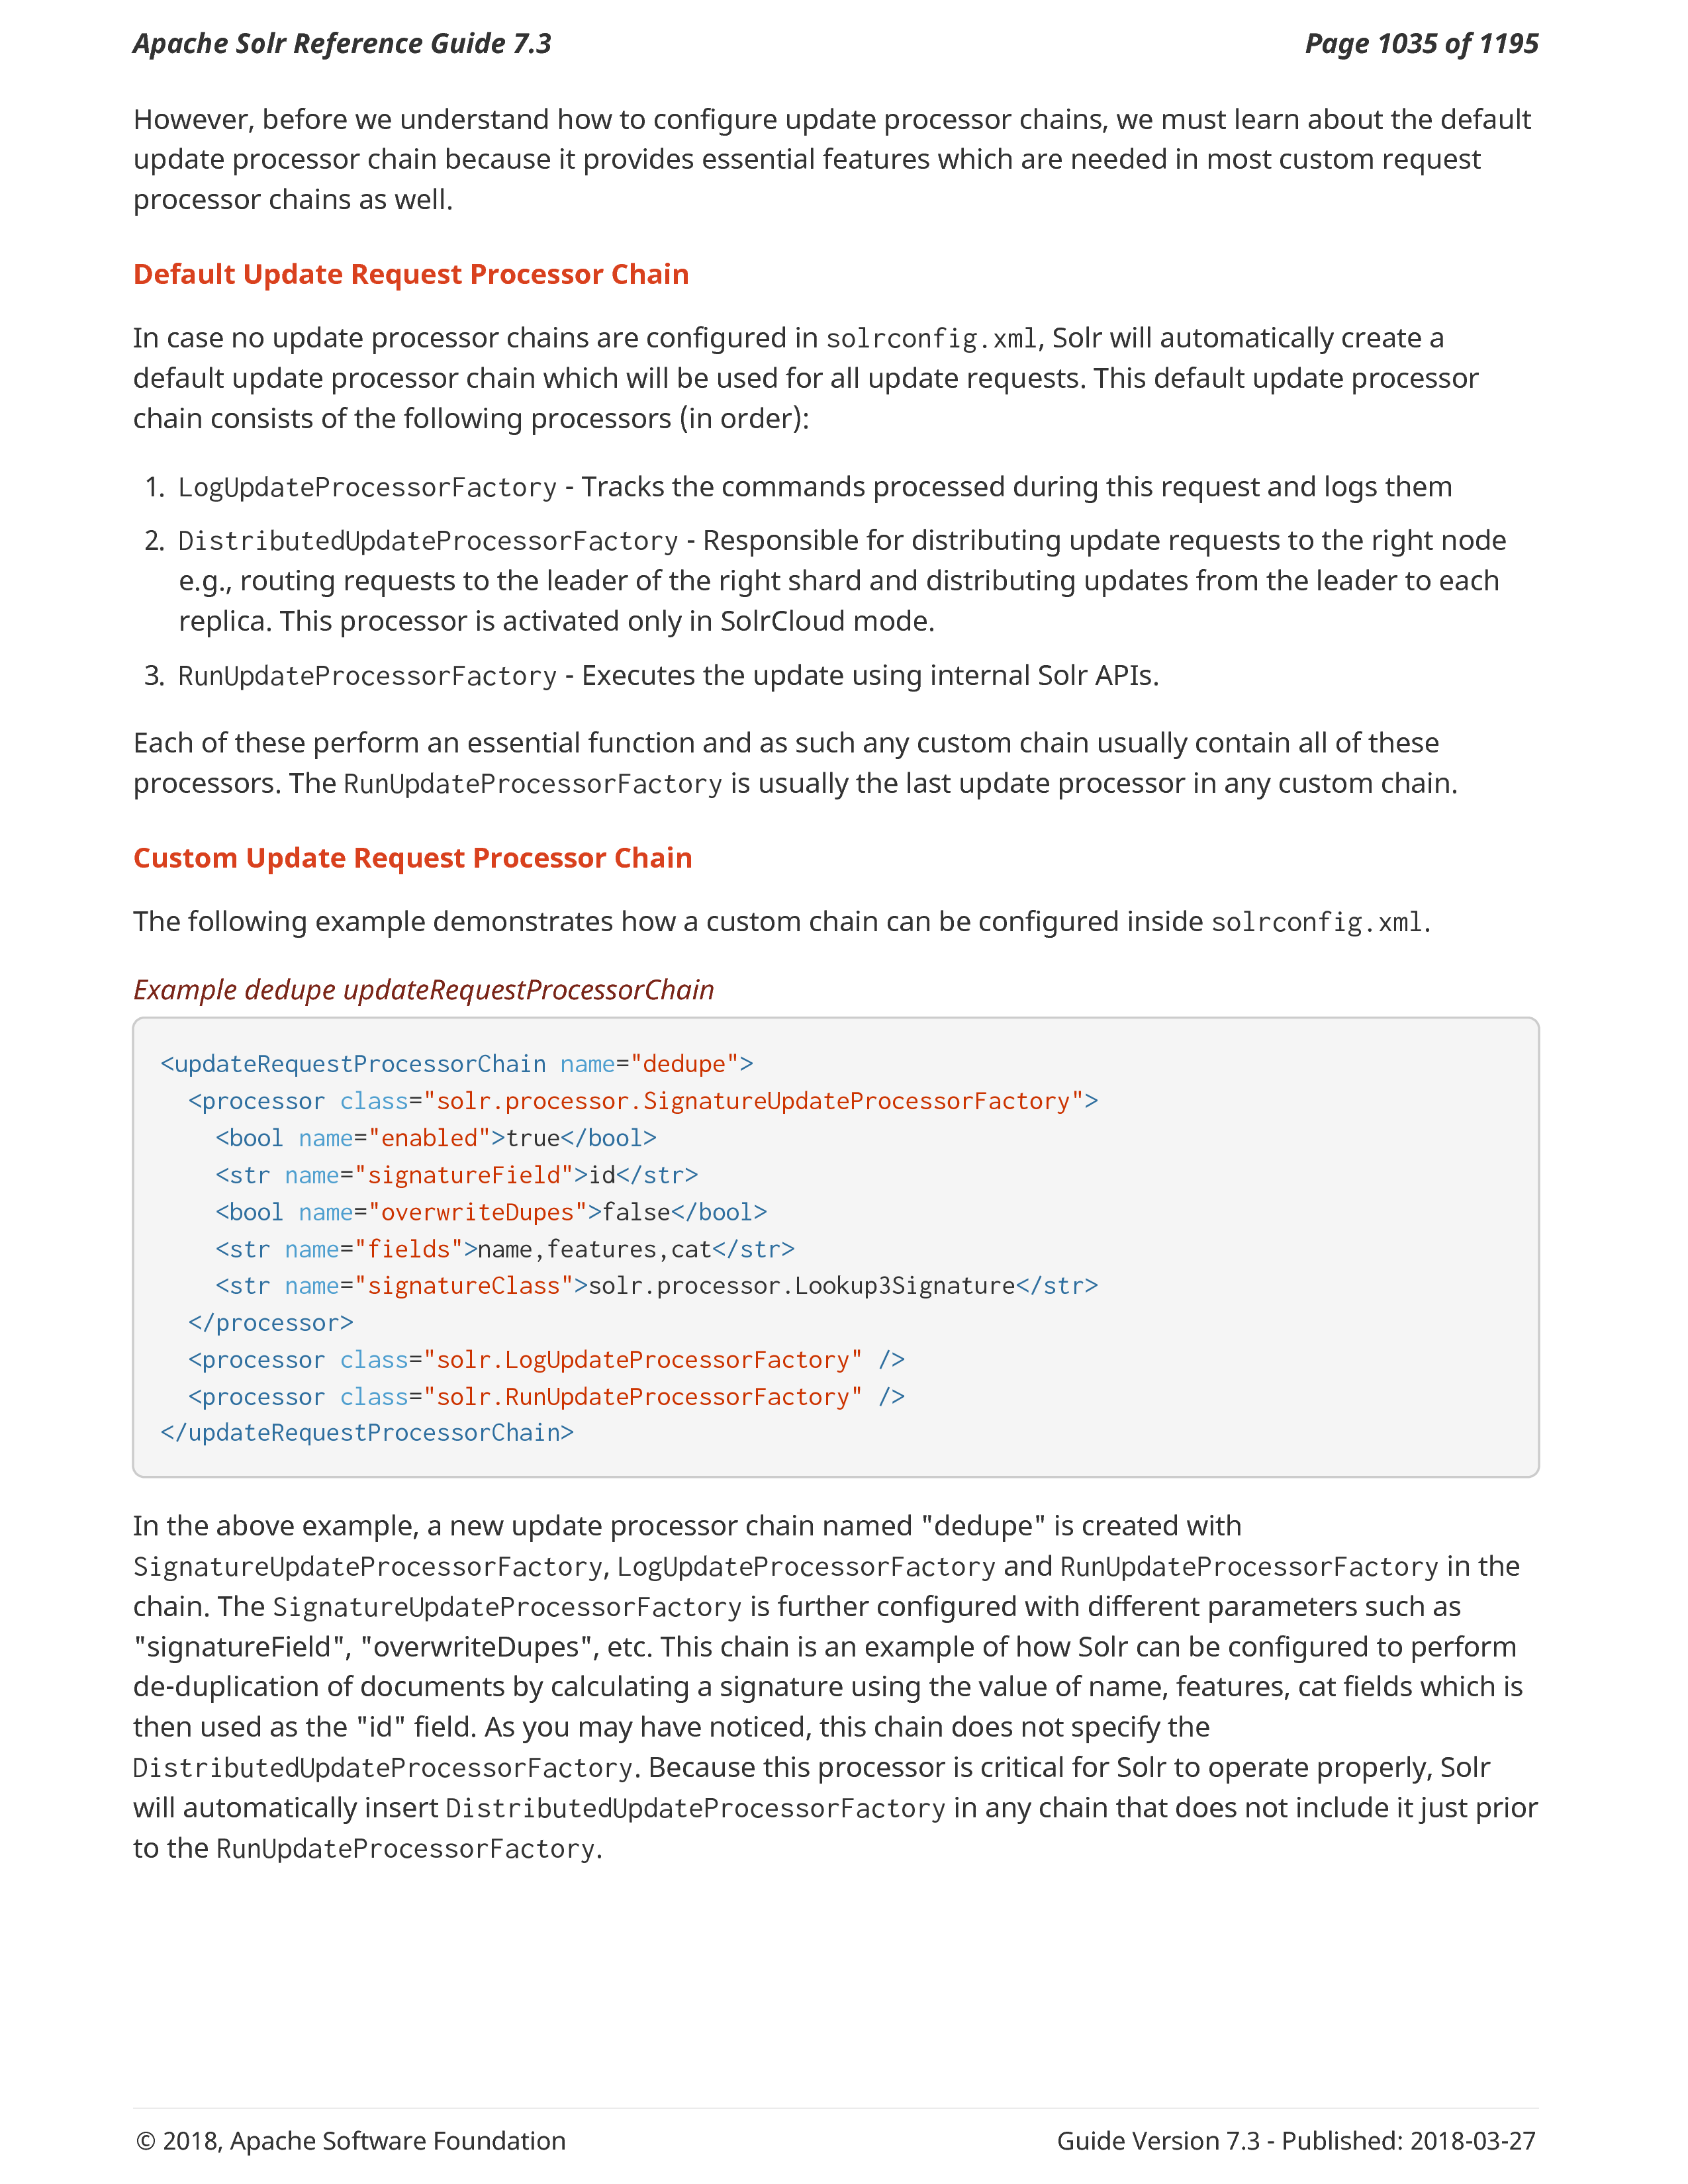 Apache Solr Reference Guide 7.3
Page 1035 of 1195
However, before we understand how to configure update processor chains, we must learn about the default
update processor chain because it provides essential features which are needed in most custom request
processor chains as well.
Default Update Request Processor Chain
In case no update processor chains are configured in solrconfig.xml, Solr will automatically create a
default update processor chain which will be used for all update requests. This default update processor
chain consists of the following processors (in order):
1. LogUpdateProcessorFactory - Tracks the commands processed during this request and logs them
2. DistributedUpdateProcessorFactory - Responsible for distributing update requests to the right node
e.g., routing requests to the leader of the right shard and distributing updates from the leader to each
replica. This processor is activated only in SolrCloud mode.
3. RunUpdateProcessorFactory - Executes the update using internal Solr APIs.
Each of these perform an essential function and as such any custom chain usually contain all of these
processors. The RunUpdateProcessorFactory is usually the last update processor in any custom chain.
Custom Update Request Processor Chain
The following example demonstrates how a custom chain can be configured inside solrconfig.xml.
Example dedupe updateRequestProcessorChain
<updateRequestProcessorChain name="dedupe">
  <processor class="solr.processor.SignatureUpdateProcessorFactory">
    <bool name="enabled">true</bool>
    <str name="signatureField">id</str>
    <bool name="overwriteDupes">false</bool>
    <str name="fields">name,features,cat</str>
    <str name="signatureClass">solr.processor.Lookup3Signature</str>
  </processor>
  <processor class="solr.LogUpdateProcessorFactory" />
  <processor class="solr.RunUpdateProcessorFactory" />
</updateRequestProcessorChain>
In the above example, a new update processor chain named "dedupe" is created with
SignatureUpdateProcessorFactory, LogUpdateProcessorFactory and RunUpdateProcessorFactory in the
chain. The SignatureUpdateProcessorFactory is further configured with different parameters such as
"signatureField", "overwriteDupes", etc. This chain is an example of how Solr can be configured to perform
de-duplication of documents by calculating a signature using the value of name, features, cat fields which is
then used as the "id" field. As you may have noticed, this chain does not specify the
DistributedUpdateProcessorFactory. Because this processor is critical for Solr to operate properly, Solr
will automatically insert DistributedUpdateProcessorFactory in any chain that does not include it just prior
to the RunUpdateProcessorFactory.
© 2018, Apache Software Foundation
Guide Version 7.3 - Published: 2018-03-27